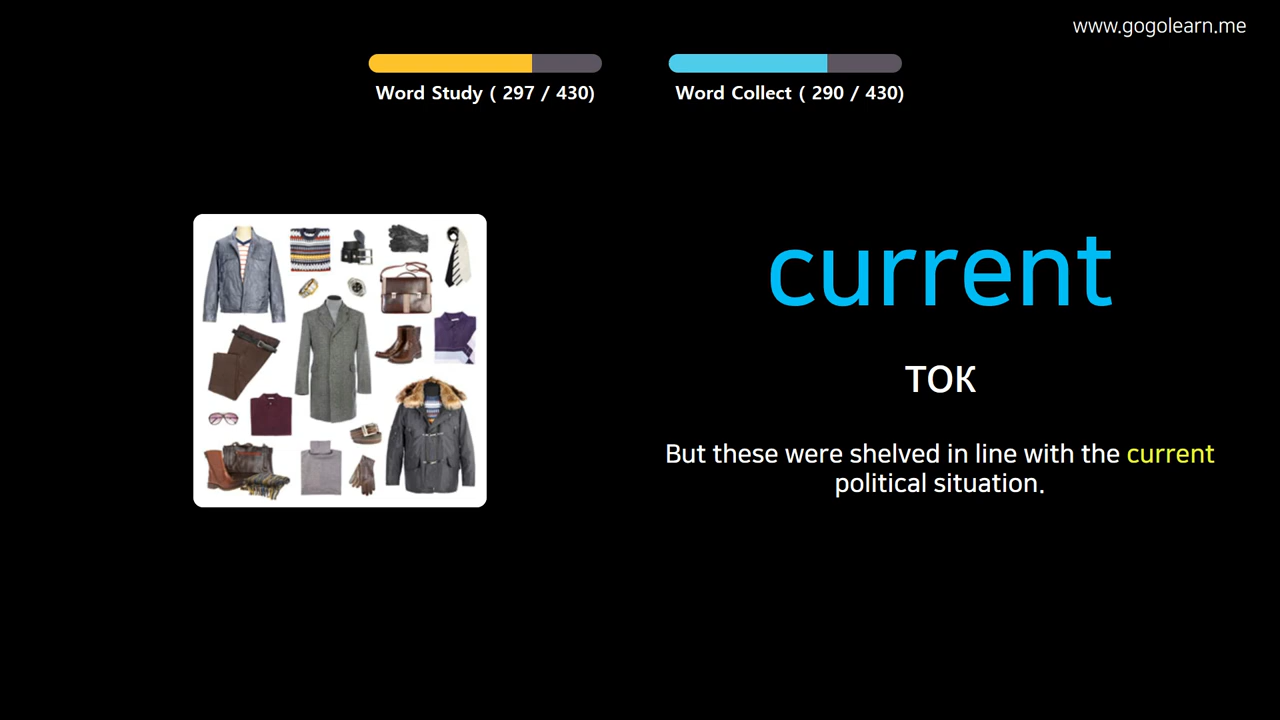 www.gogolearn.me
Word Study ( 297 / 430)
Word Collect ( 290 / 430)
current
TOK
But these were shelved in line with the current
political situation.